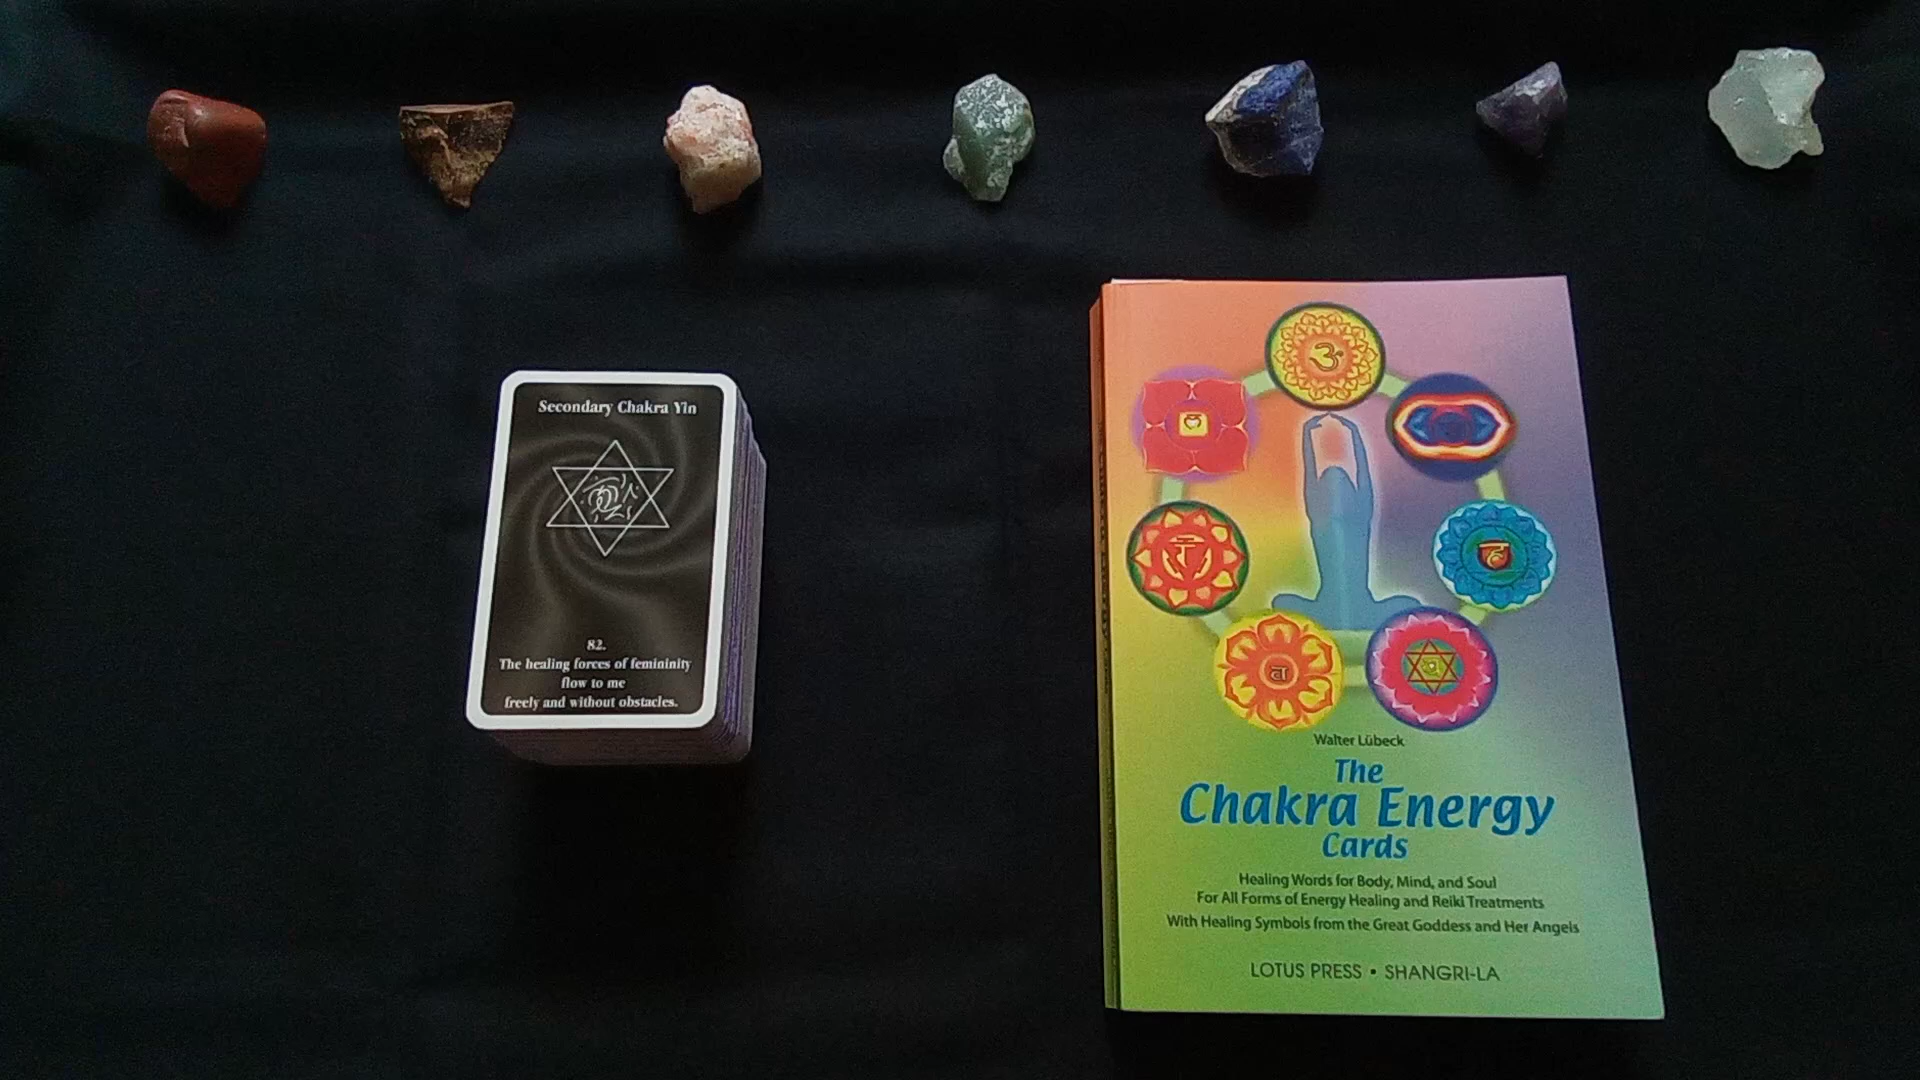 Secondary Chakra Yin
82.
The healing forces of femininity
flow to me
freely and without obstacles.
ॐ
लं
रं
हं
वं
Walter Lübeck
The
Chakra Energy
Cards
Healing Words for Body, Mind, and Soul
For All Forms of Energy Healing and Reiki Treatments
With Healing Symbols from the Great Goddess and Her Angels
LOTUS PRESS • SHANGRI-LA